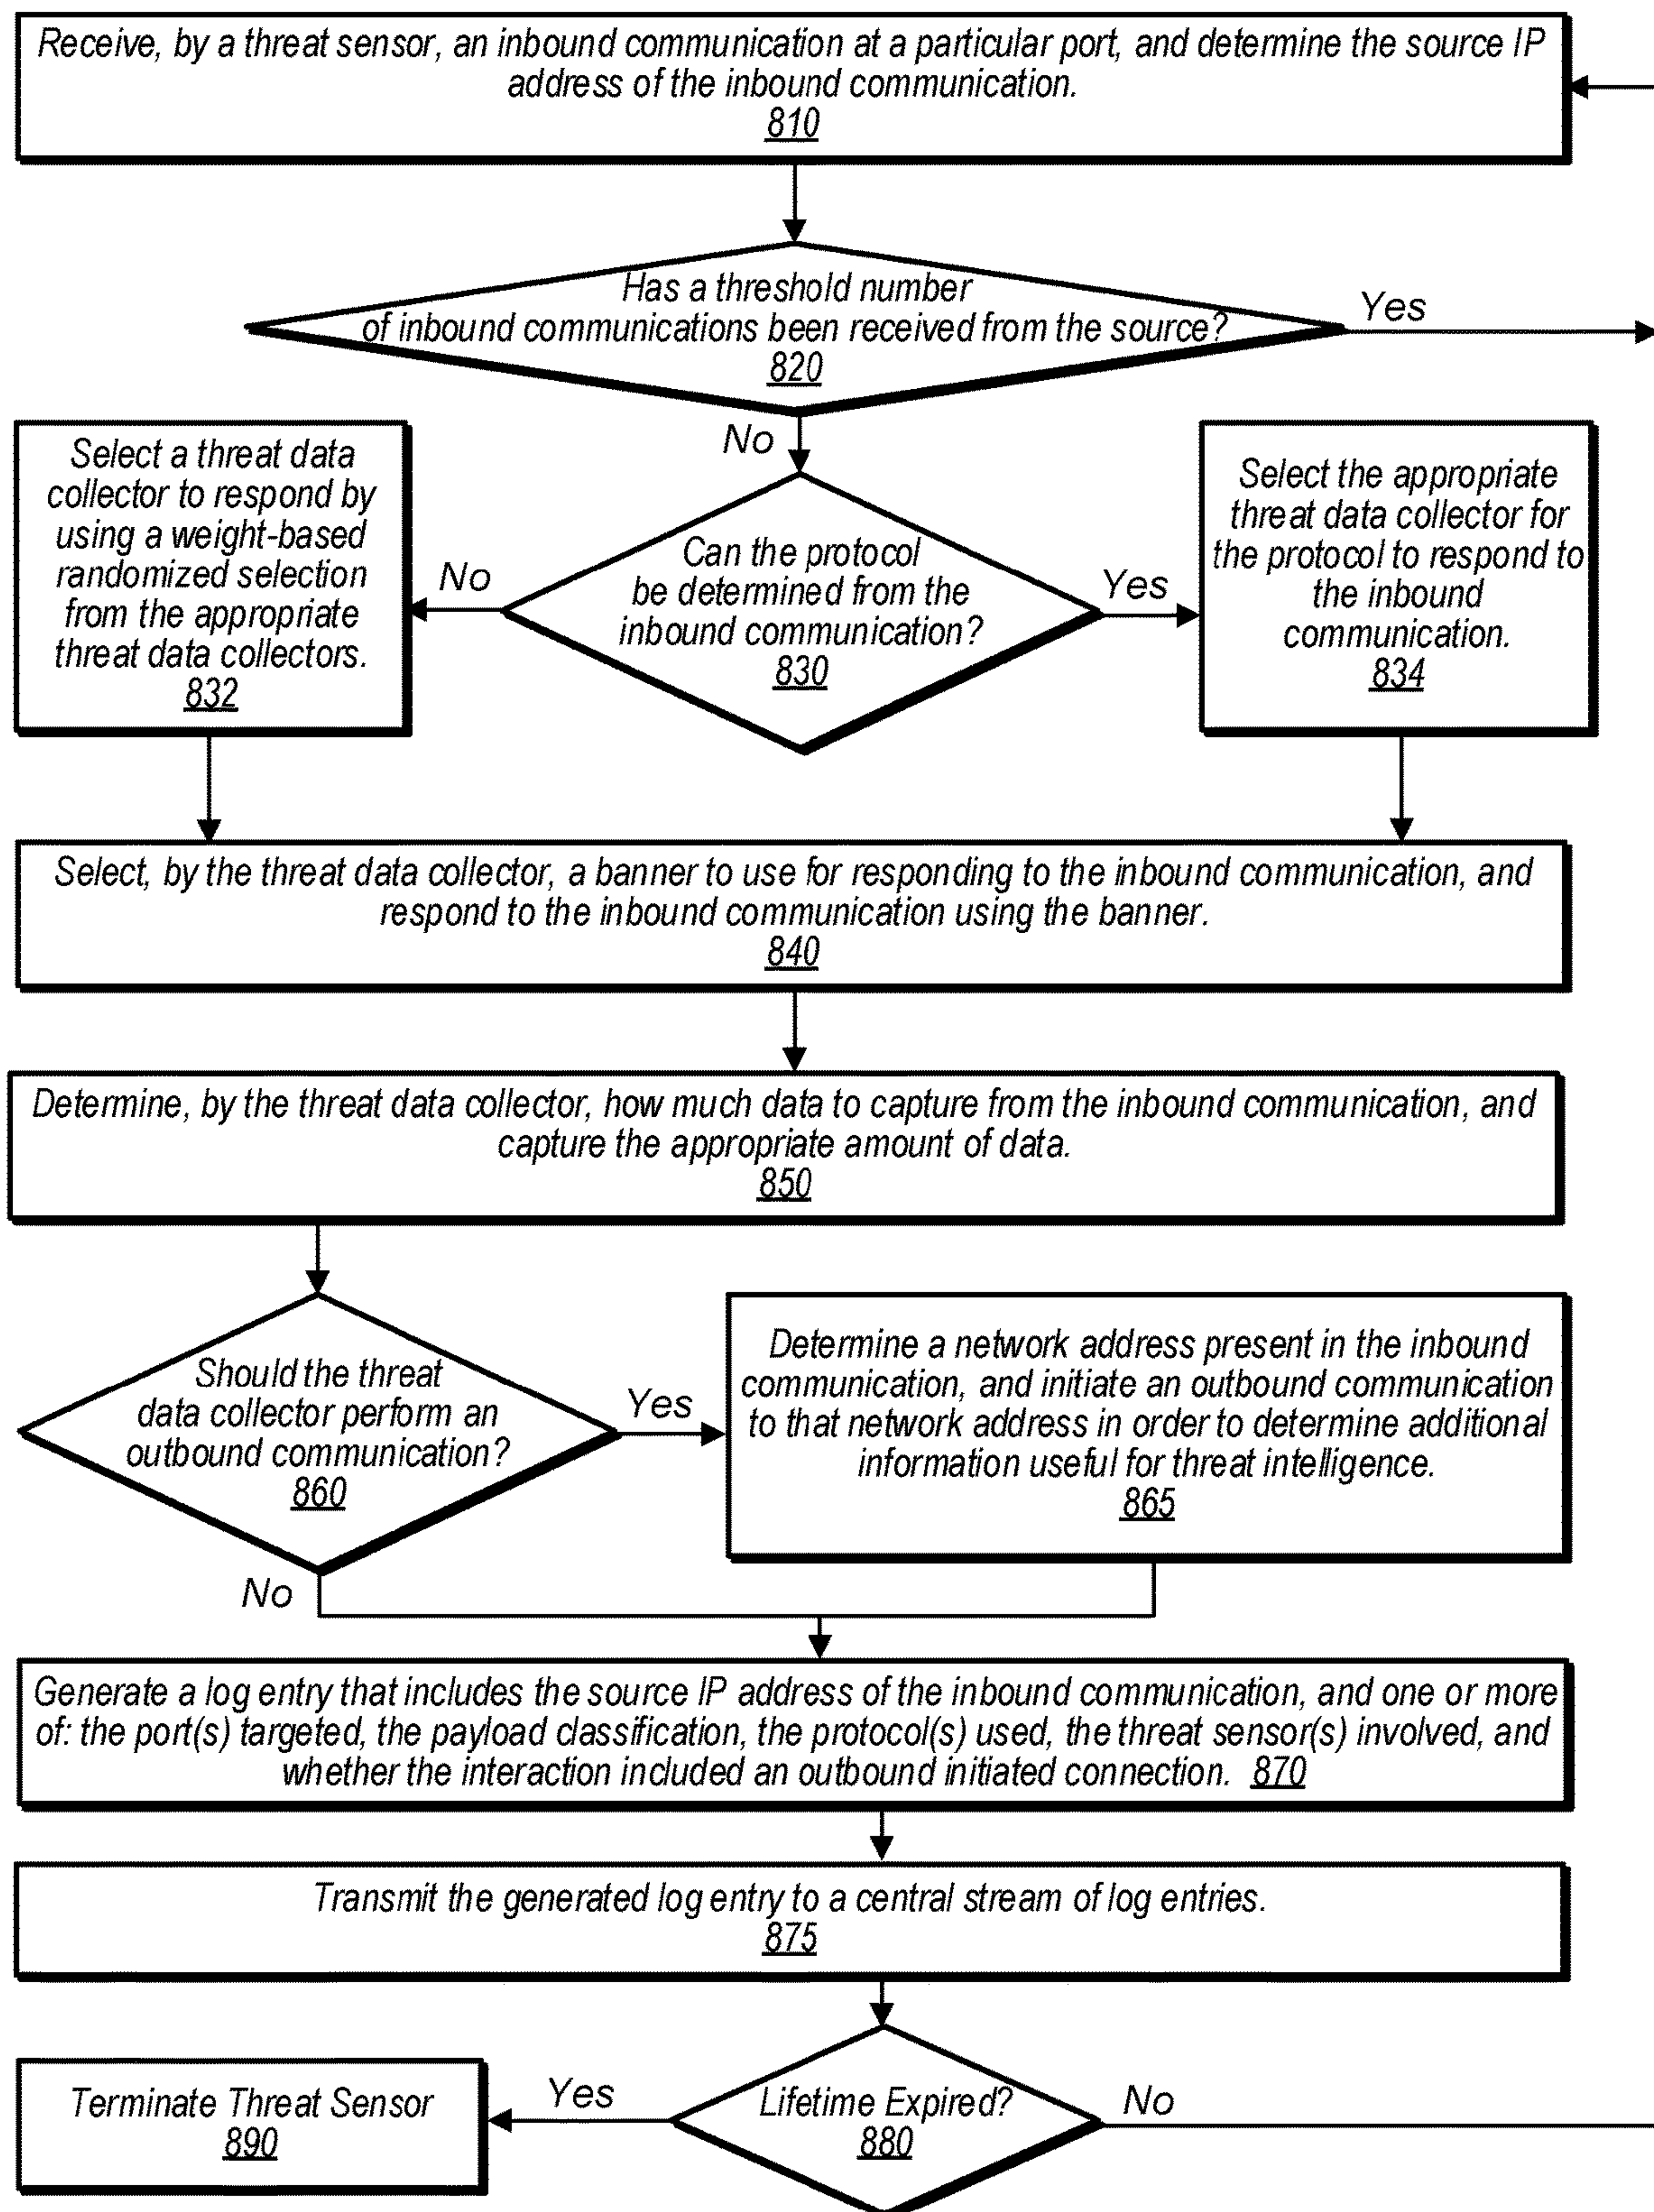 Receive, by a threat sensor, an inbound communication at a particular port, and determine the source IP
address of the inbound communication.
810
Has a threshold number
of inbound communications been received from the source?
820
Yes
No
Select a threat data
collector to respond by
using a weight-based
randomized selection
from the appropriate
threat data collectors.
832
No
Can the protocol
be determined from the
inbound communication?
830
Yes
Select the appropriate
threat data collector for
the protocol to respond to
the inbound
communication.
834
Select, by the threat data collector, a banner to use for responding to the inbound communication, and
respond to the inbound communication using the banner.
840
Determine, by the threat data collector, how much data to capture from the inbound communication, and
capture the appropriate amount of data.
850
Should the threat
data collector perform an
outbound communication?
860
Yes
No
Determine a network address present in the inbound
communication, and initiate an outbound communication
to that network address in order to determine additional
information useful for threat intelligence.
865
Generate a log entry that includes the source IP address of the inbound communication, and one or more
of: the port(s) targeted, the payload classification, the protocol(s) used, the threat sensor(s) involved, and
whether the interaction included an outbound initiated connection. 870
Transmit the generated log entry to a central stream of log entries.
875
Terminate Threat Sensor
890
Yes
Lifetime Expired?
880
No